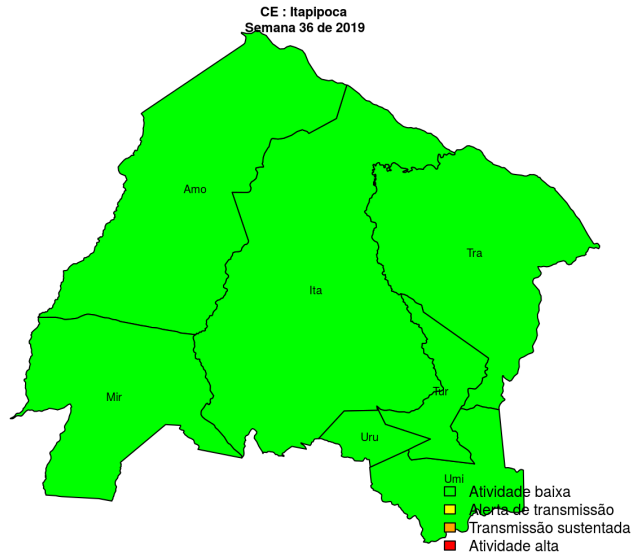 CE : Itapipoca
Semana 36 de 2019
Amo
Tra
Ita
Mir
Tur
Uru
Umi
Atividade baixa
Alerta de transmissão
Transmissão sustentada
Atividade alta